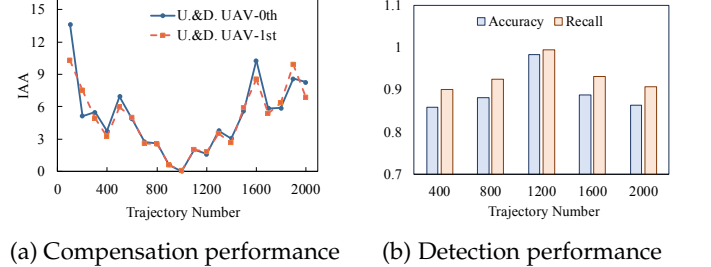 15
12
9
6
3
0
IAA
U.&D. UAV-0th
U.&D. UAV-1st
0 400 800 1200 1600 2000
Trajectory Number
(a) Compensation performance
1.1
1
0.9
0.8
0.7
Accuracy Recall
400 800 1200 1600 2000
Trajectory Number
(b) Detection performance